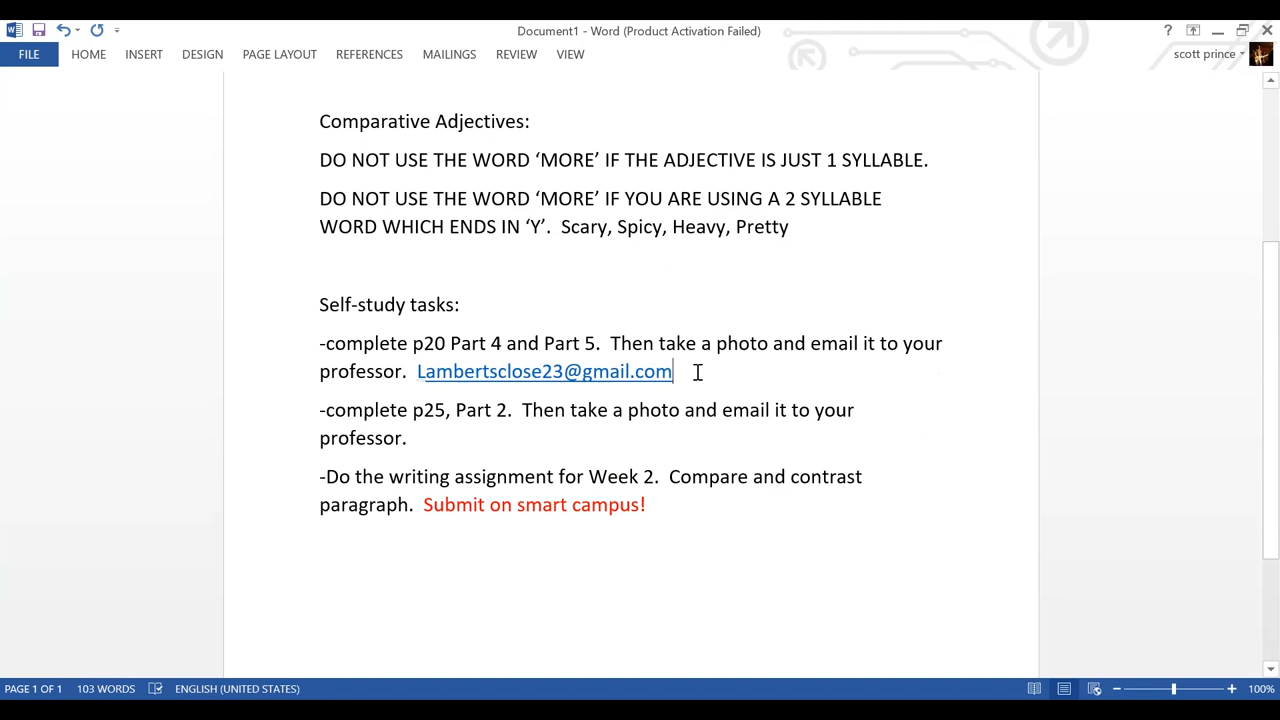 Document1 - Word (Product Activation Failed)
?
FILE HOME INSERT DESIGN PAGE LAYOUT REFERENCES MAILINGS REVIEW VIEW
scott prince
Comparative Adjectives:
DO NOT USE THE WORD ‘MORE’ IF THE ADJECTIVE IS JUST 1 SYLLABLE.
DO NOT USE THE WORD ‘MORE’ IF YOU ARE USING A 2 SYLLABLE
WORD WHICH ENDS IN ‘Y’.  Scary, Spicy, Heavy, Pretty
Self-study tasks:
-complete p20 Part 4 and Part 5.  Then take a photo and email it to your
professor.  Lambertsclose23@gmail.com
-complete p25, Part 2.  Then take a photo and email it to your
professor.
-Do the writing assignment for Week 2.  Compare and contrast
paragraph.  Submit on smart campus!
PAGE 1 OF 1 103 WORDS ENGLISH (UNITED STATES) 100%